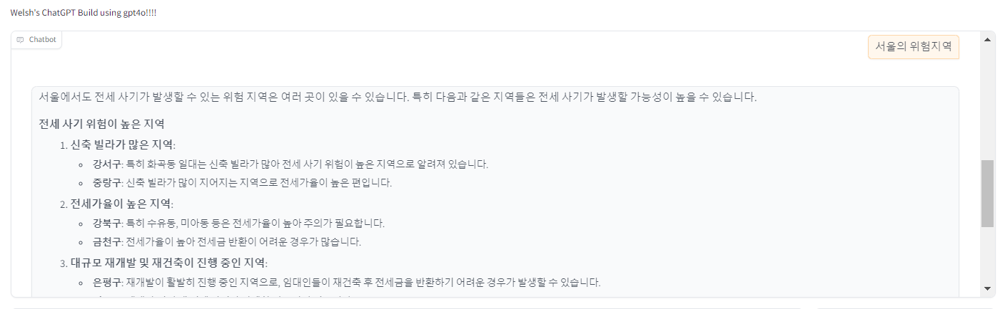 Welsh's ChatGPT Build using gpt4o!!!!
Chatbot
서울의 위험지역
서울에서도 전세 사기가 발생할 수 있는 위험 지역은 여러 곳이 있을 수 있습니다. 특히 다음과 같은 지역들은 전세 사기가 발생할 가능성이 높을 수 있습니다.
전세 사기 위험이 높은 지역
1. 신축 빌라가 많은 지역:
강서구: 특히 화곡동 일대는 신축 빌라가 많아 전세 사기 위험이 높은 지역으로 알려져 있습니다.
중랑구: 신축 빌라가 많이 지어지는 지역으로 전세가율이 높은 편입니다.
2. 전세가율이 높은 지역:
강북구: 특히 수유동, 미아동 등은 전세가율이 높아 주의가 필요합니다.
금천구: 전세가율이 높아 전세금 반환이 어려운 경우가 많습니다.
3. 대규모 재개발 및 재건축이 진행 중인 지역:
은평구: 재개발이 활발히 진행 중인 지역으로, 임대인들이 재건축 후 전세금을 반환하기 어려운 경우가 발생할 수 있습니다.